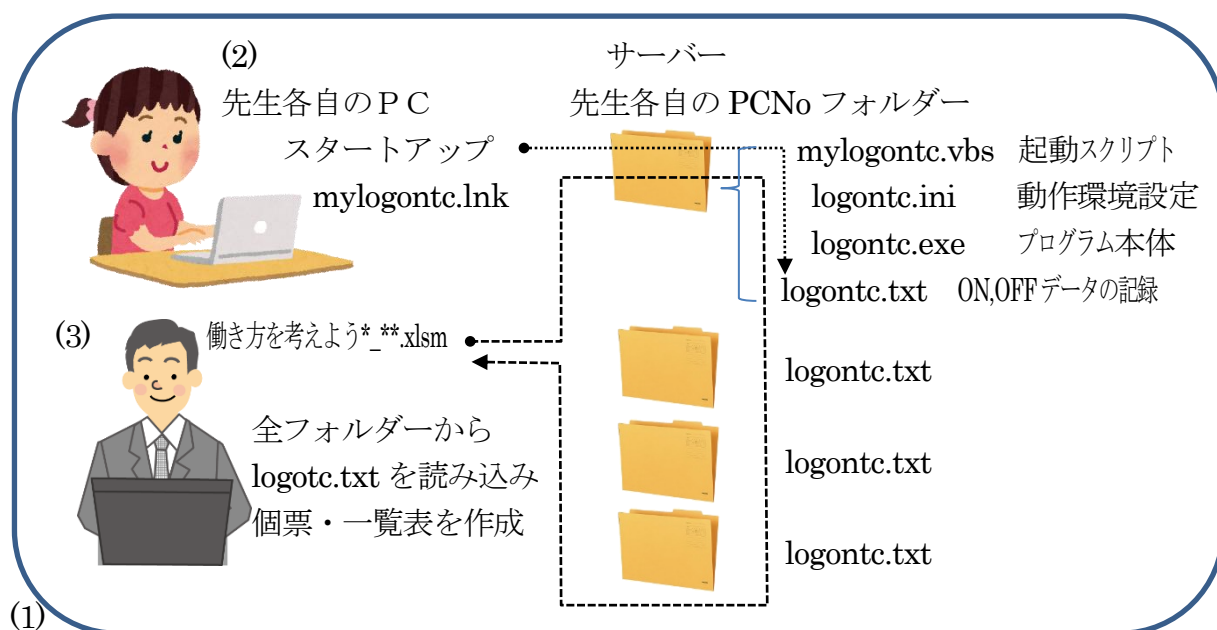 (2)
サーバー
先生各自のＰＣ
先生各自の PCNo フォルダー
スタートアップ
mylogontc.vbs 起動スクリプト
mylogontc.lnk
logontc.ini 動作環境設定
logontc.exe プログラム本体
logontc.txt ON,OFFデータの記録
(3)
働き方を考えよう*_**.xlsm
logontc.txt
全フォルダーから
logotc.txt を読み込み
logontc.txt
個票・一覧表を作成
logontc.txt
(1)